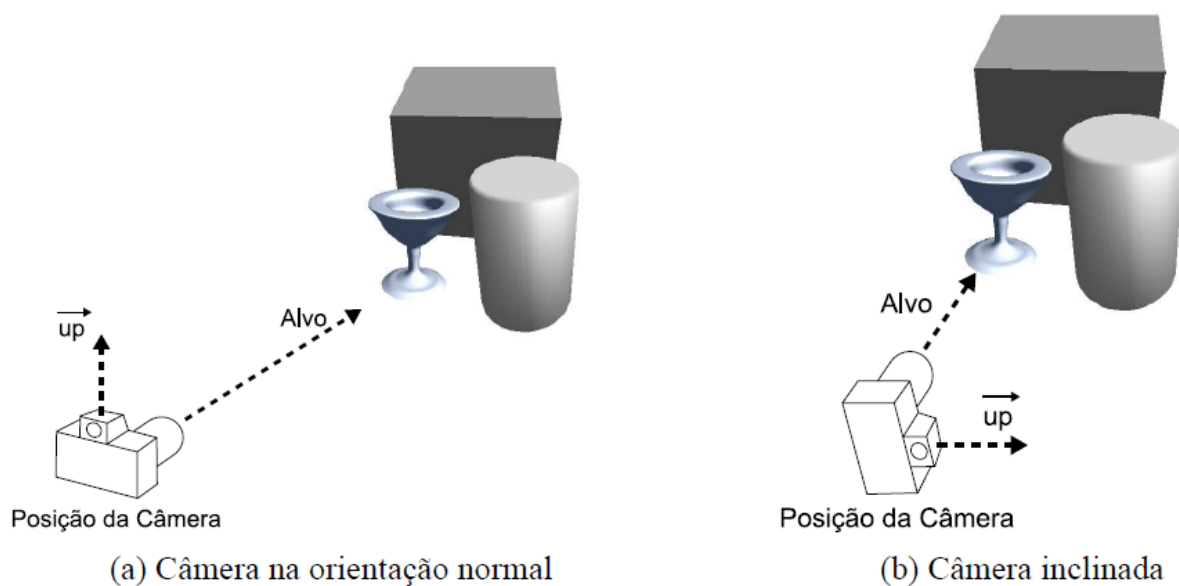 up
Alvo
Posição da Câmera
(a) Câmera na orientação normal
Alvo
up
Posição da Câmera
(b) Câmera inclinada